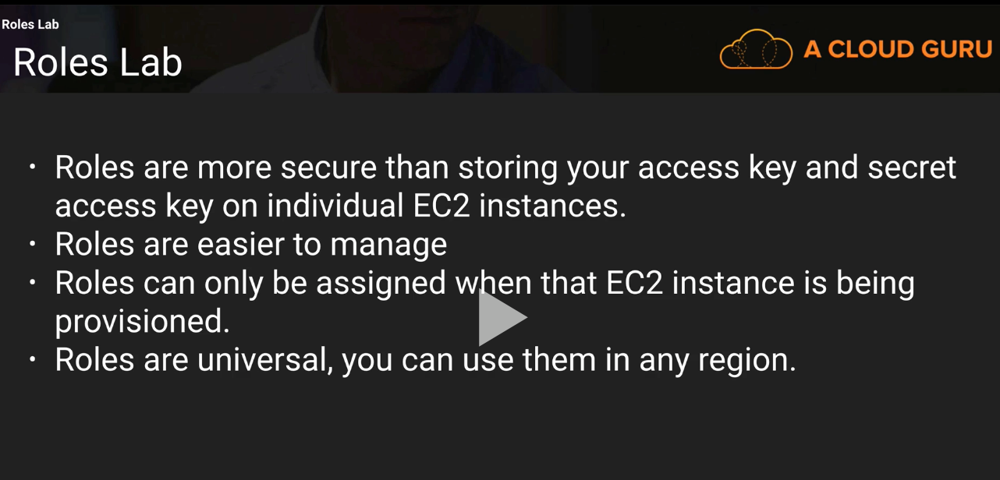 Roles Lab
Roles Lab
A CLOUD GURU
· Roles are more secure than storing your access key and secret
access key on individual EC2 instances.
· Roles are easier to manage
· Roles can only be assigned when that EC2 instance is being
provisioned.
· Roles are universal, you can use them in any region.